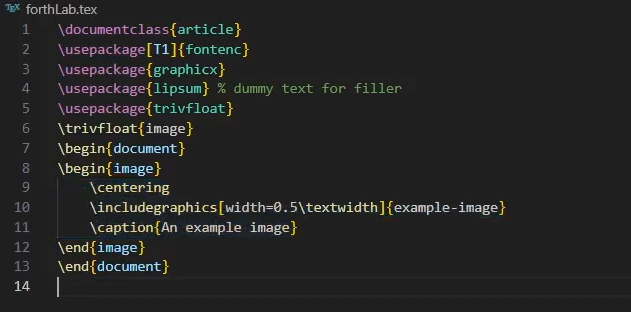 TEX forthLab.tex
1 \documentclass{article}
2 \usepackage[T1]{fontenc}
3 \usepackage{graphicx}
4 \usepackage{lipsum} % dummy text for filler
5 \usepackage{trivfloat}
6 \trivfloat{image}
7 \begin{document}
8 \begin{image}
9     \centering
10     \includegraphics[width=0.5\textwidth]{example-image}
11     \caption{An example image}
12 \end{image}
13 \end{document}
14